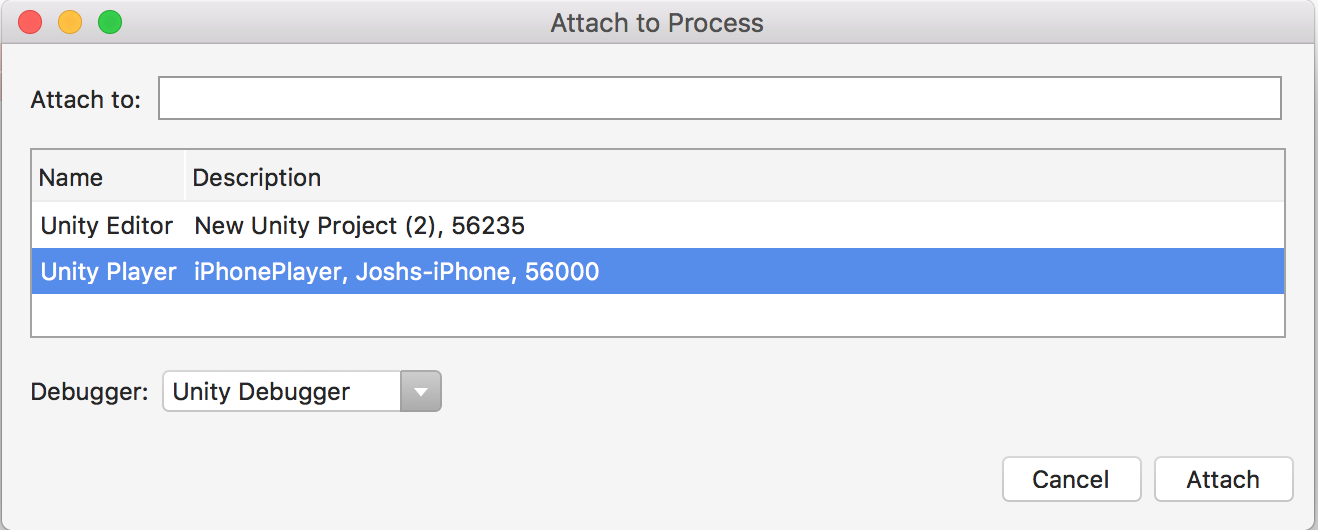 Attach to Process
Attach to:
Name Description
Unity Editor New Unity Project (2), 56235
Unity Player iPhonePlayer, Joshs-iPhone, 56000
Debugger: Unity Debugger
Cancel Attach